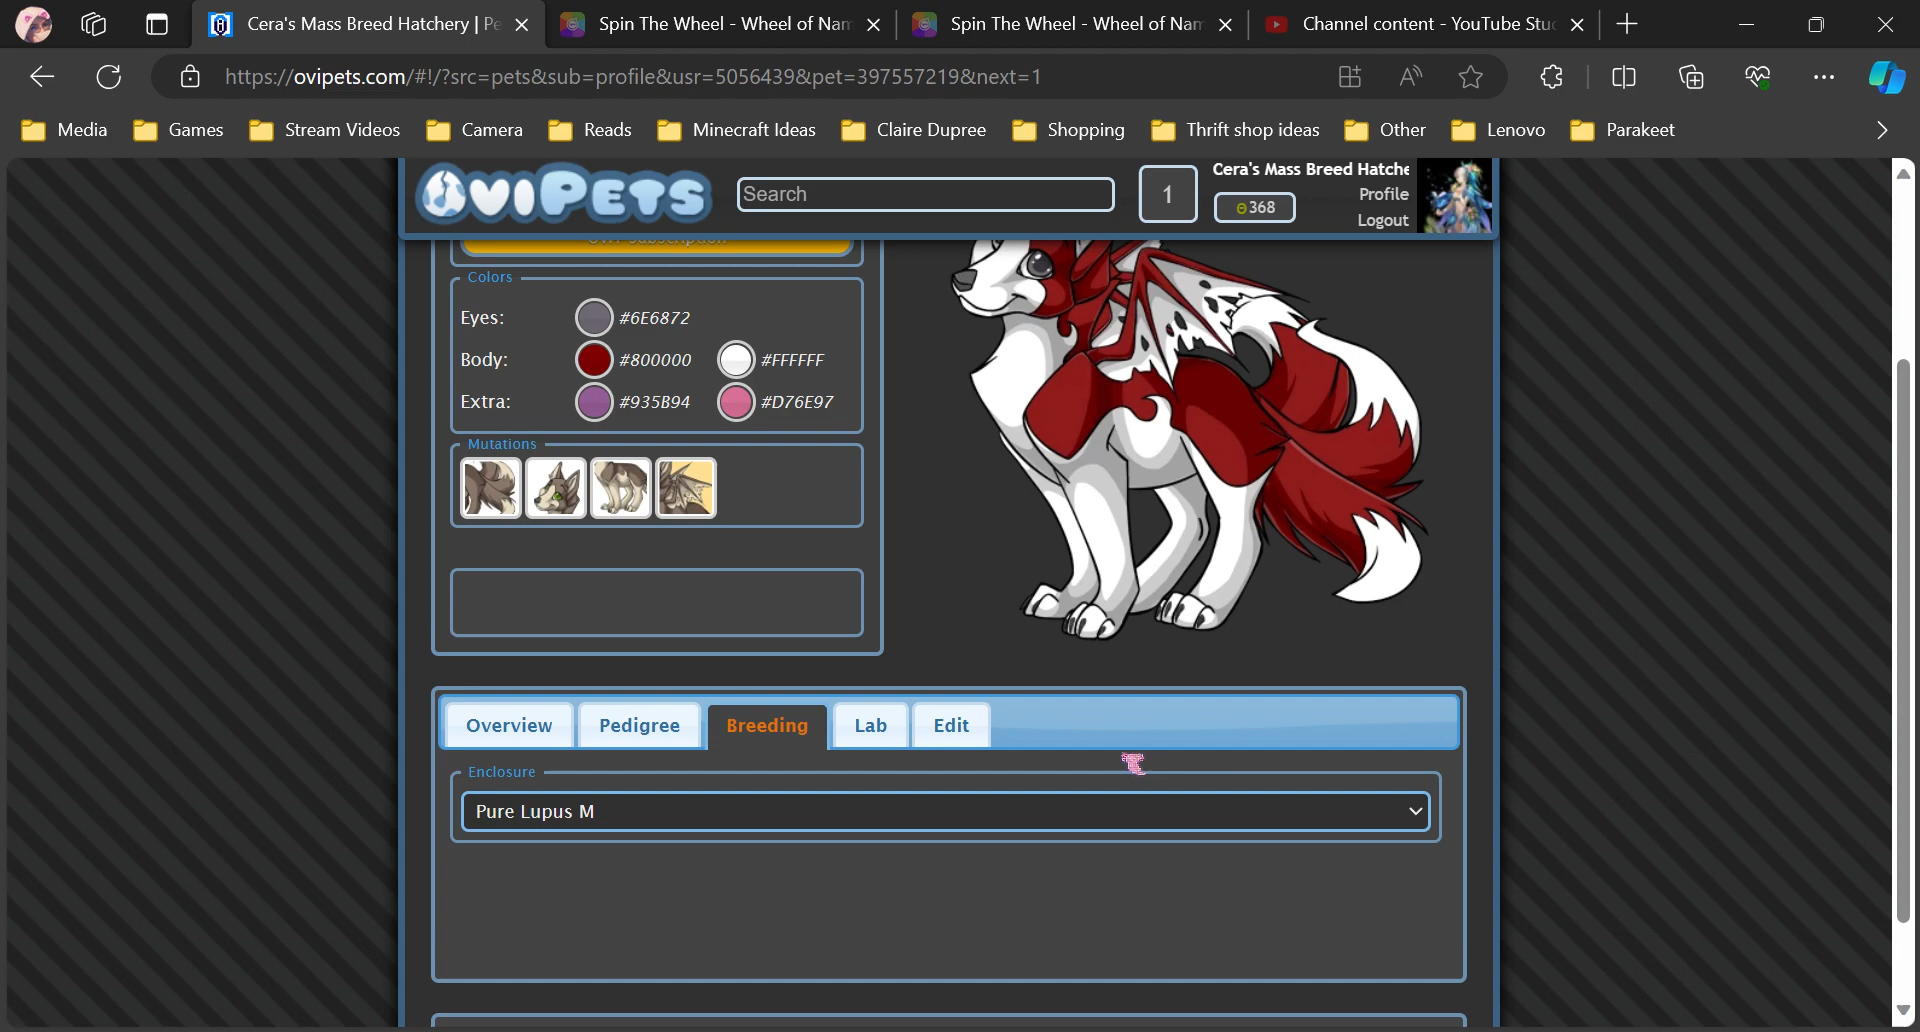 Cera's Mass Breed Hatchery | Pe
Spin The Wheel - Wheel of Nam
Spin The Wheel - Wheel of Nam
Channel content - YouTube Stu
https://ovipets.com/#!/?src=pets&sub=profile&usr=5056439&pet=397557219&next=1
Media
Games
Stream Videos
Camera
Reads
Minecraft Ideas
Claire Dupree
Shopping
Thrift shop ideas
Other
Lenovo
Parakeet
OviPets
Search
1
Cera's Mass Breed Hatche
368
Profile
Logout
Colors
Eyes: #6E6872
Body: #800000 #FFFFFF
Extra: #935B94 #D76E97
Mutations
Overview
Pedigree
Breeding
Lab
Edit
Enclosure
Pure Lupus M